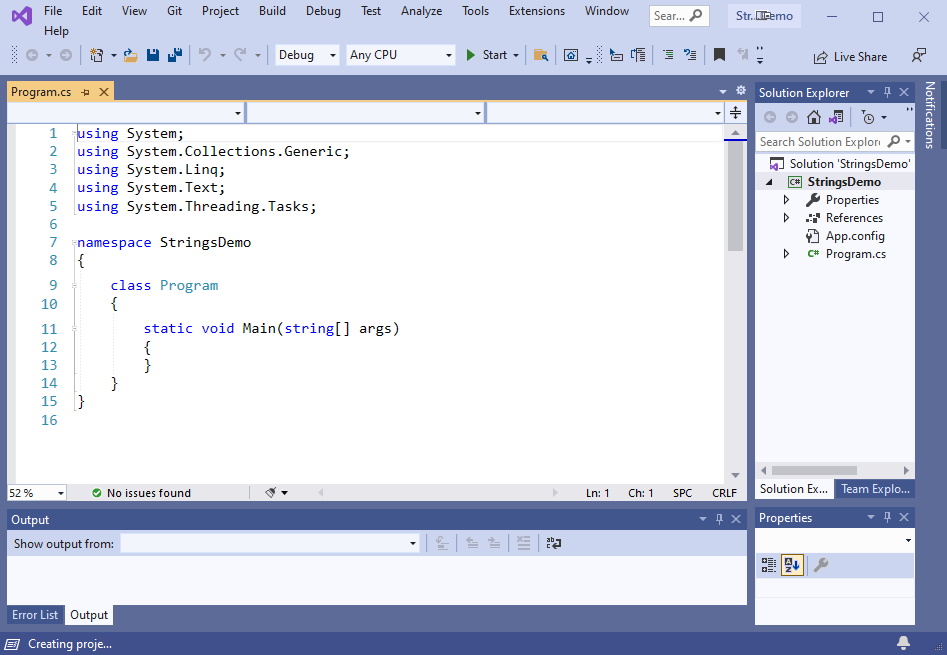 File Edit View Git Project Build Debug Test Analyze Tools Extensions Window Sear...
Help
Debug Any CPU Start Live Share
Program.cs
1 using System;
2 using System.Collections.Generic;
3 using System.Linq;
4 using System.Text;
5 using System.Threading.Tasks;
6
7 namespace StringsDemo
8 {
9 class Program
10 {
11 static void Main(string[] args)
12 {
13 }
14 }
15 }
16
52 % No issues found Ln: 1 Ch: 1 SPC CRLF
Output
Show output from:
Error List Output
Creating proje...
Solution Explorer
Search Solution Explor
Solution 'StringsDemo'
C# StringsDemo
Properties
References
App.config
C# Program.cs
Solution Ex... Team Explo...
Properties
Notifications